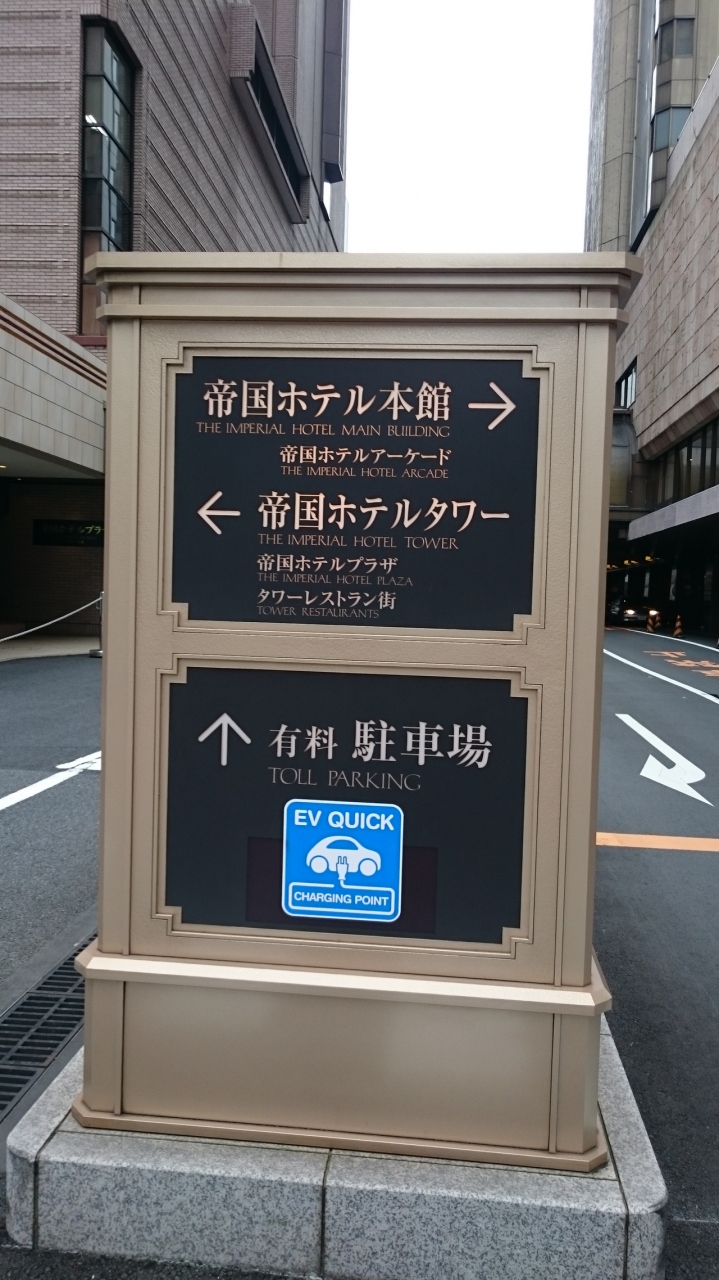 帝国ホテル本館 →
THE IMPERIAL HOTEL MAIN BUILDING
帝国ホテルアーケード
THE IMPERIAL HOTEL ARCADE
← 帝国ホテルタワー
THE IMPERIAL HOTEL TOWER
帝国ホテルプラザ
THE IMPERIAL HOTEL PLAZA
タワーレストラン街
TOWER RESTAURANTS
↑ 有料 駐車場
TOLL PARKING
EV QUICK
CHARGING POINT